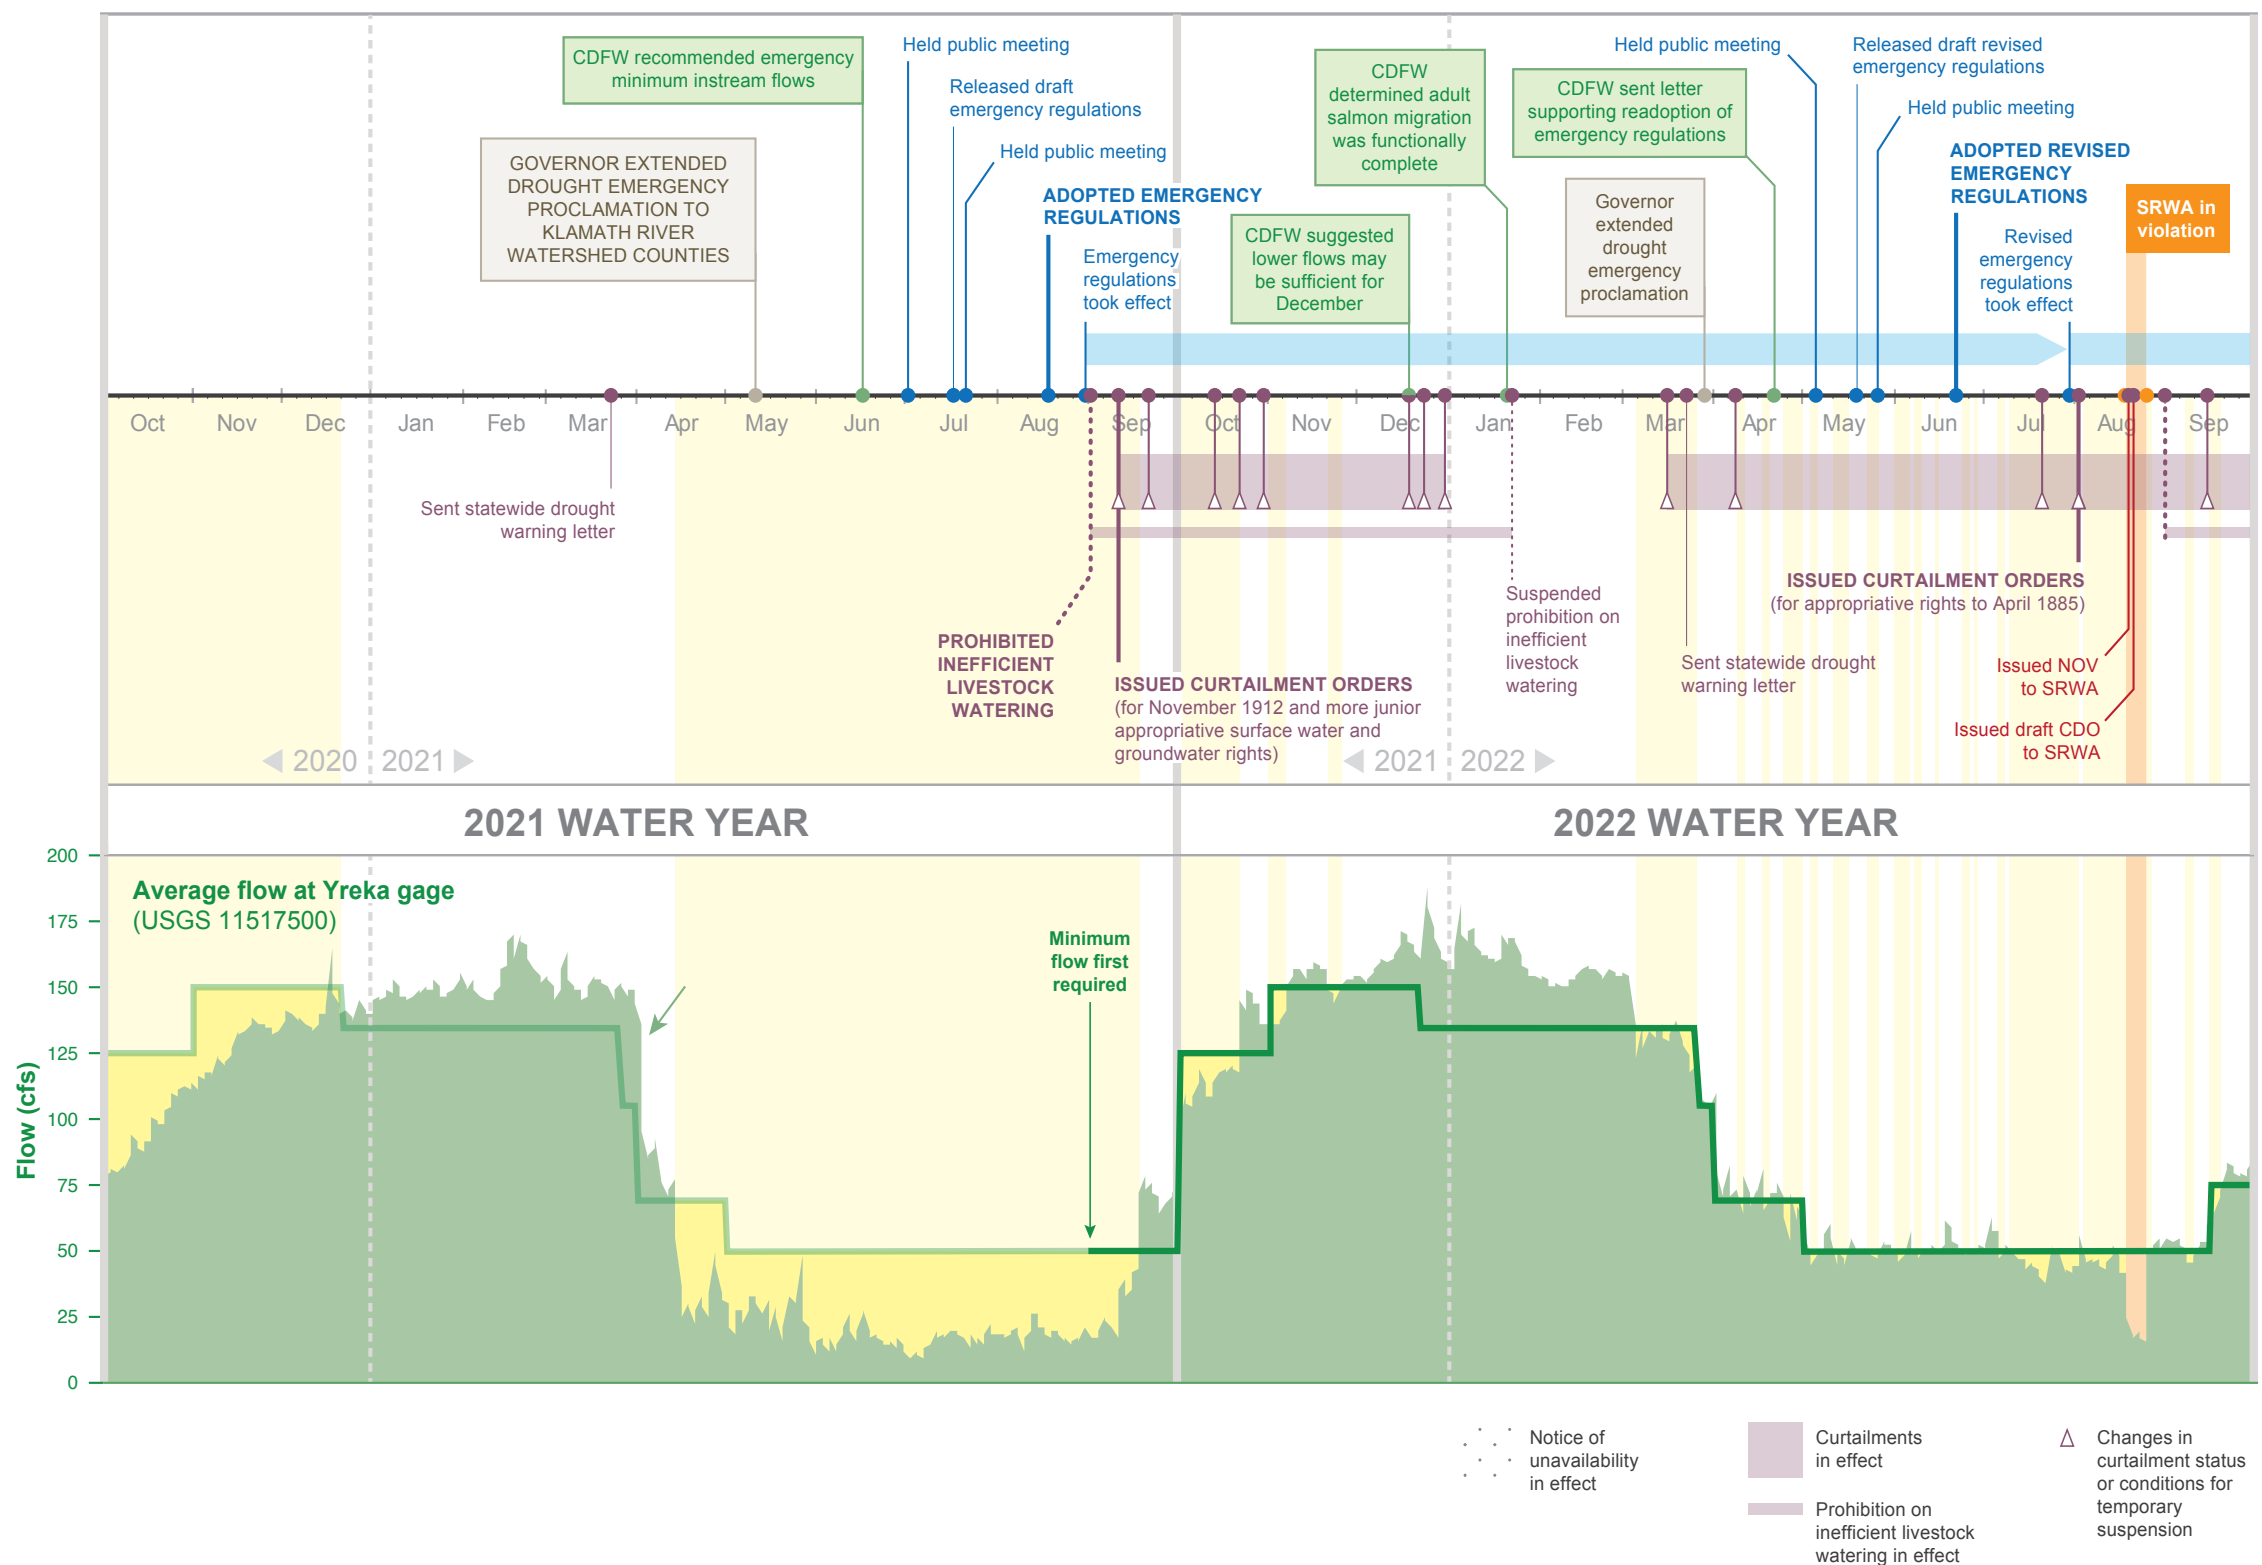 CDFW recommended emergency
minimum instream flows
Held public meeting
Released draft
emergency regulations
Held public meeting
GOVERNOR EXTENDED
DROUGHT EMERGENCY
PROCLAMATION TO
KLAMATH RIVER
WATERSHED COUNTIES
ADOPTED EMERGENCY
REGULATIONS
Emergency
regulations
took effect
CDFW suggested
lower flows may
be sufficient for
December
CDFW
determined adult
salmon migration
was functionally
complete
CDFW sent letter
supporting readoption of
emergency regulations
Governor
extended
drought
emergency
proclamation
Held public meeting
Released draft revised
emergency regulations
Held public meeting
ADOPTED REVISED
EMERGENCY
REGULATIONS
Revised
emergency
regulations
took effect
SRWA in
violation
Oct Nov Dec Jan Feb Mar Apr May Jun Jul Aug Sep Oct Nov Dec Jan Feb Mar Apr May Jun Jul Aug Sep
Sent statewide drought
warning letter
PROHIBITED
INEFFICIENT
LIVESTOCK
WATERING
ISSUED CURTAILMENT ORDERS
(for November 1912 and more junior
appropriative surface water and
groundwater rights)
Suspended
prohibition on
inefficient
livestock
watering
Sent statewide drought
warning letter
ISSUED CURTAILMENT ORDERS
(for appropriative rights to April 1885)
Issued NOV
to SRWA
Issued draft CDO
to SRWA
2020 2021
2021 2022
2021 WATER YEAR
2022 WATER YEAR
Average flow at Yreka gage
(USGS 11517500)
Minimum
flow first
required
Flow (cfs)
200
175
150
125
100
75
50
25
0
Notice of
unavailability
in effect
Curtailments
in effect
Prohibition on
inefficient livestock
watering in effect
Changes in
curtailment status
or conditions for
temporary
suspension